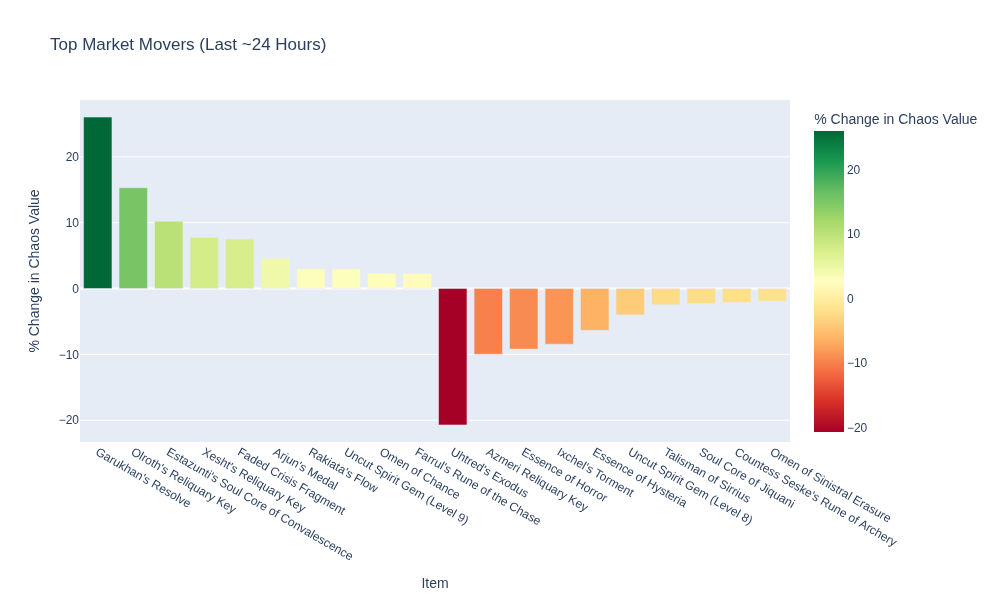 Top Market Movers (Last ~24 Hours)
% Change in Chaos Value
20
10
0
−10
−20
Garukhan's Resolve
Olroth's Reliquary Key
Estazunti's Soul Core of Convalescence
Xesht's Reliquary Key
Faded Crisis Fragment
Arjun's Medal
Rakiata's Flow
Uncut Spirit Gem (Level 9)
Omen of Chance
Farrul's Rune of the Chase
Uhtred's Exodus
Azmeri Reliquary Key
Essence of Horror
Ixchel's Torment
Essence of Hysteria
Uncut Spirit Gem (Level 8)
Talisman of Sirrius
Soul Core of Jiquani
Countess Seske's Rune of Archery
Omen of Sinistral Erasure
Item
% Change in Chaos Value
20
10
0
−10
−20